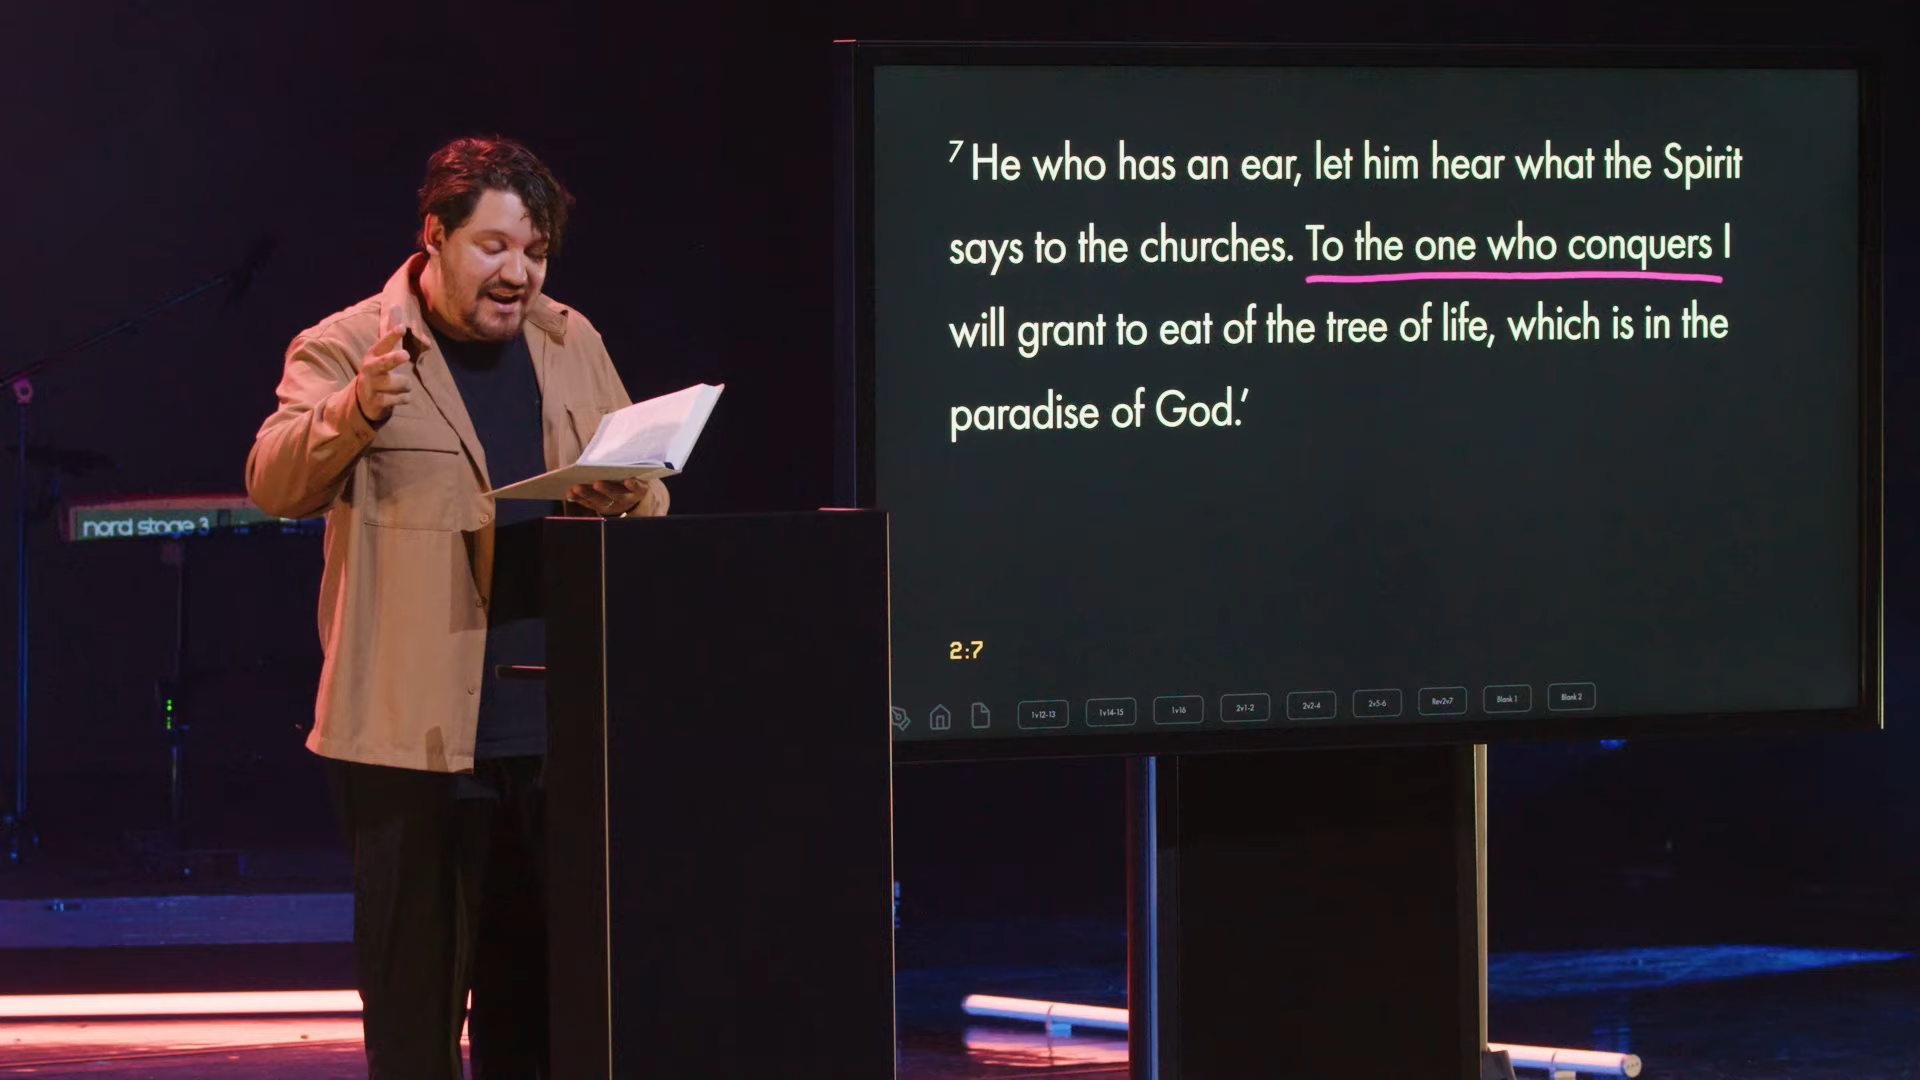 7 He who has an ear, let him hear what the Spirit
says to the churches. To the one who conquers I
will grant to eat of the tree of life, which is in the
paradise of God.’
nord stage 3
2:7
1v12-13
1v14-15
1v16
2v1-2
2v2-4
2v5-6
Rev2v7
Blank 1
Blank 2